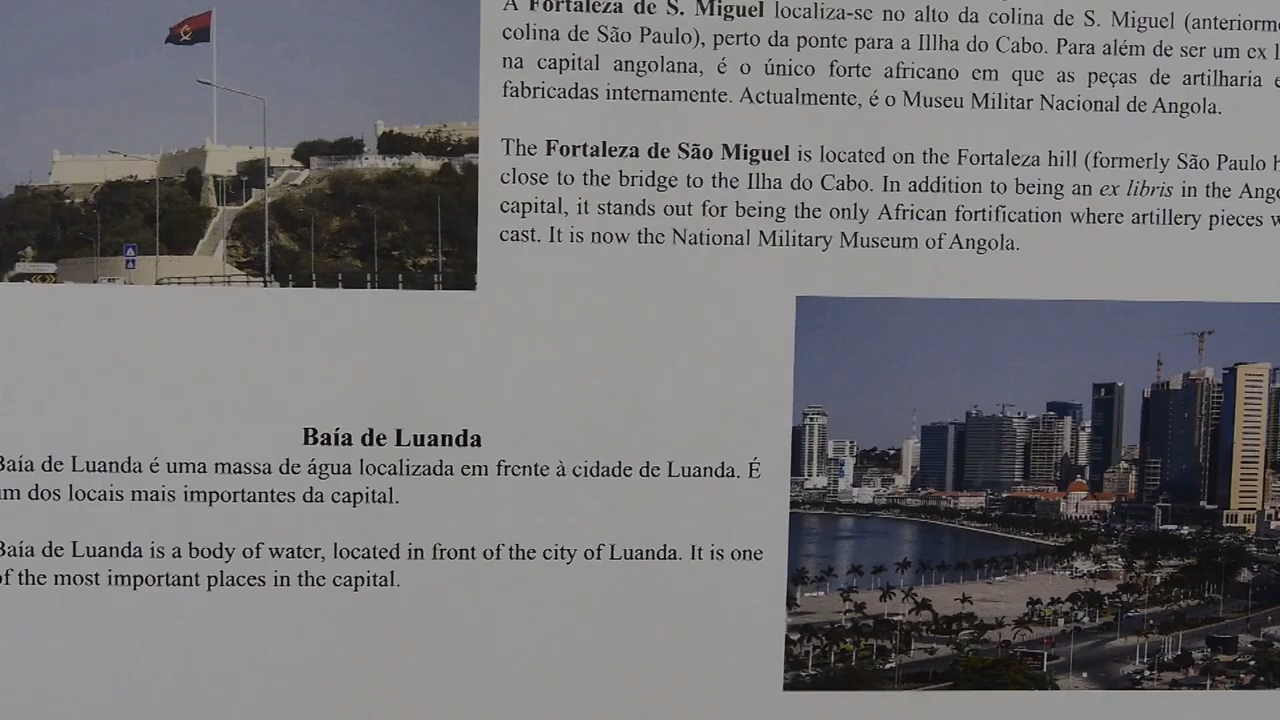 A Fortaleza de S. Miguel localiza-se no alto da colina de S. Miguel
colina de São Paulo), perto da ponte para a Illha do Cabo. Para além de ser um ex
na capital angolana, é o único forte africano em que as peças de artilharia
fabricadas internamente. Actualmente, é o Museu Militar Nacional de Angola.
The Fortaleza de São Miguel is located on the Fortaleza hill (formerly São Paulo
close to the bridge to the Ilha do Cabo. In addition to being an ex libris in the
capital, it stands out for being the only African fortification where artillery pieces
cast. It is now the National Military Museum of Angola.
Baía de Luanda
Baía de Luanda é uma massa de água localizada em frente à cidade de Luanda. É
um dos locais mais importantes da capital.
Baía de Luanda is a body of water, located in front of the city of Luanda. It is one
of the most important places in the capital.